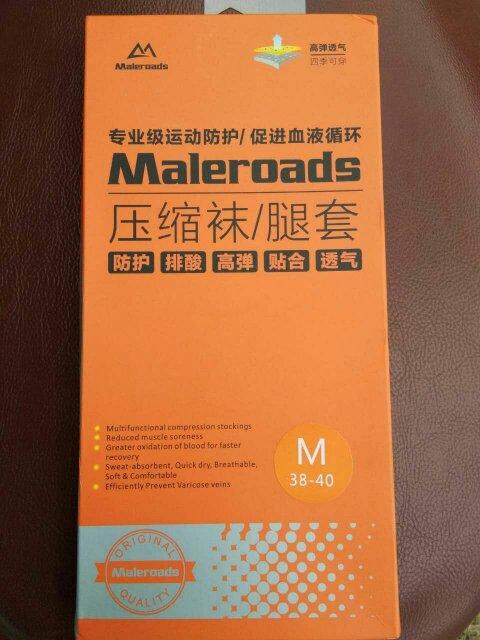 Maleroads
高弹透气
四季可穿
专业级运动防护/促进血液循环
Maleroads
压缩袜/腿套
防护 排酸 高弹 贴合 透气
Multifunctional compression stockings
Reduced muscle soreness
Greater oxidation of blood for faster
recovery
Sweat-absorbent, Quick dry, Breathable,
Soft & Comfortable
Efficiently Prevent Varicose veins
M
38-40
ORIGINAL
Maleroads
QUALITY